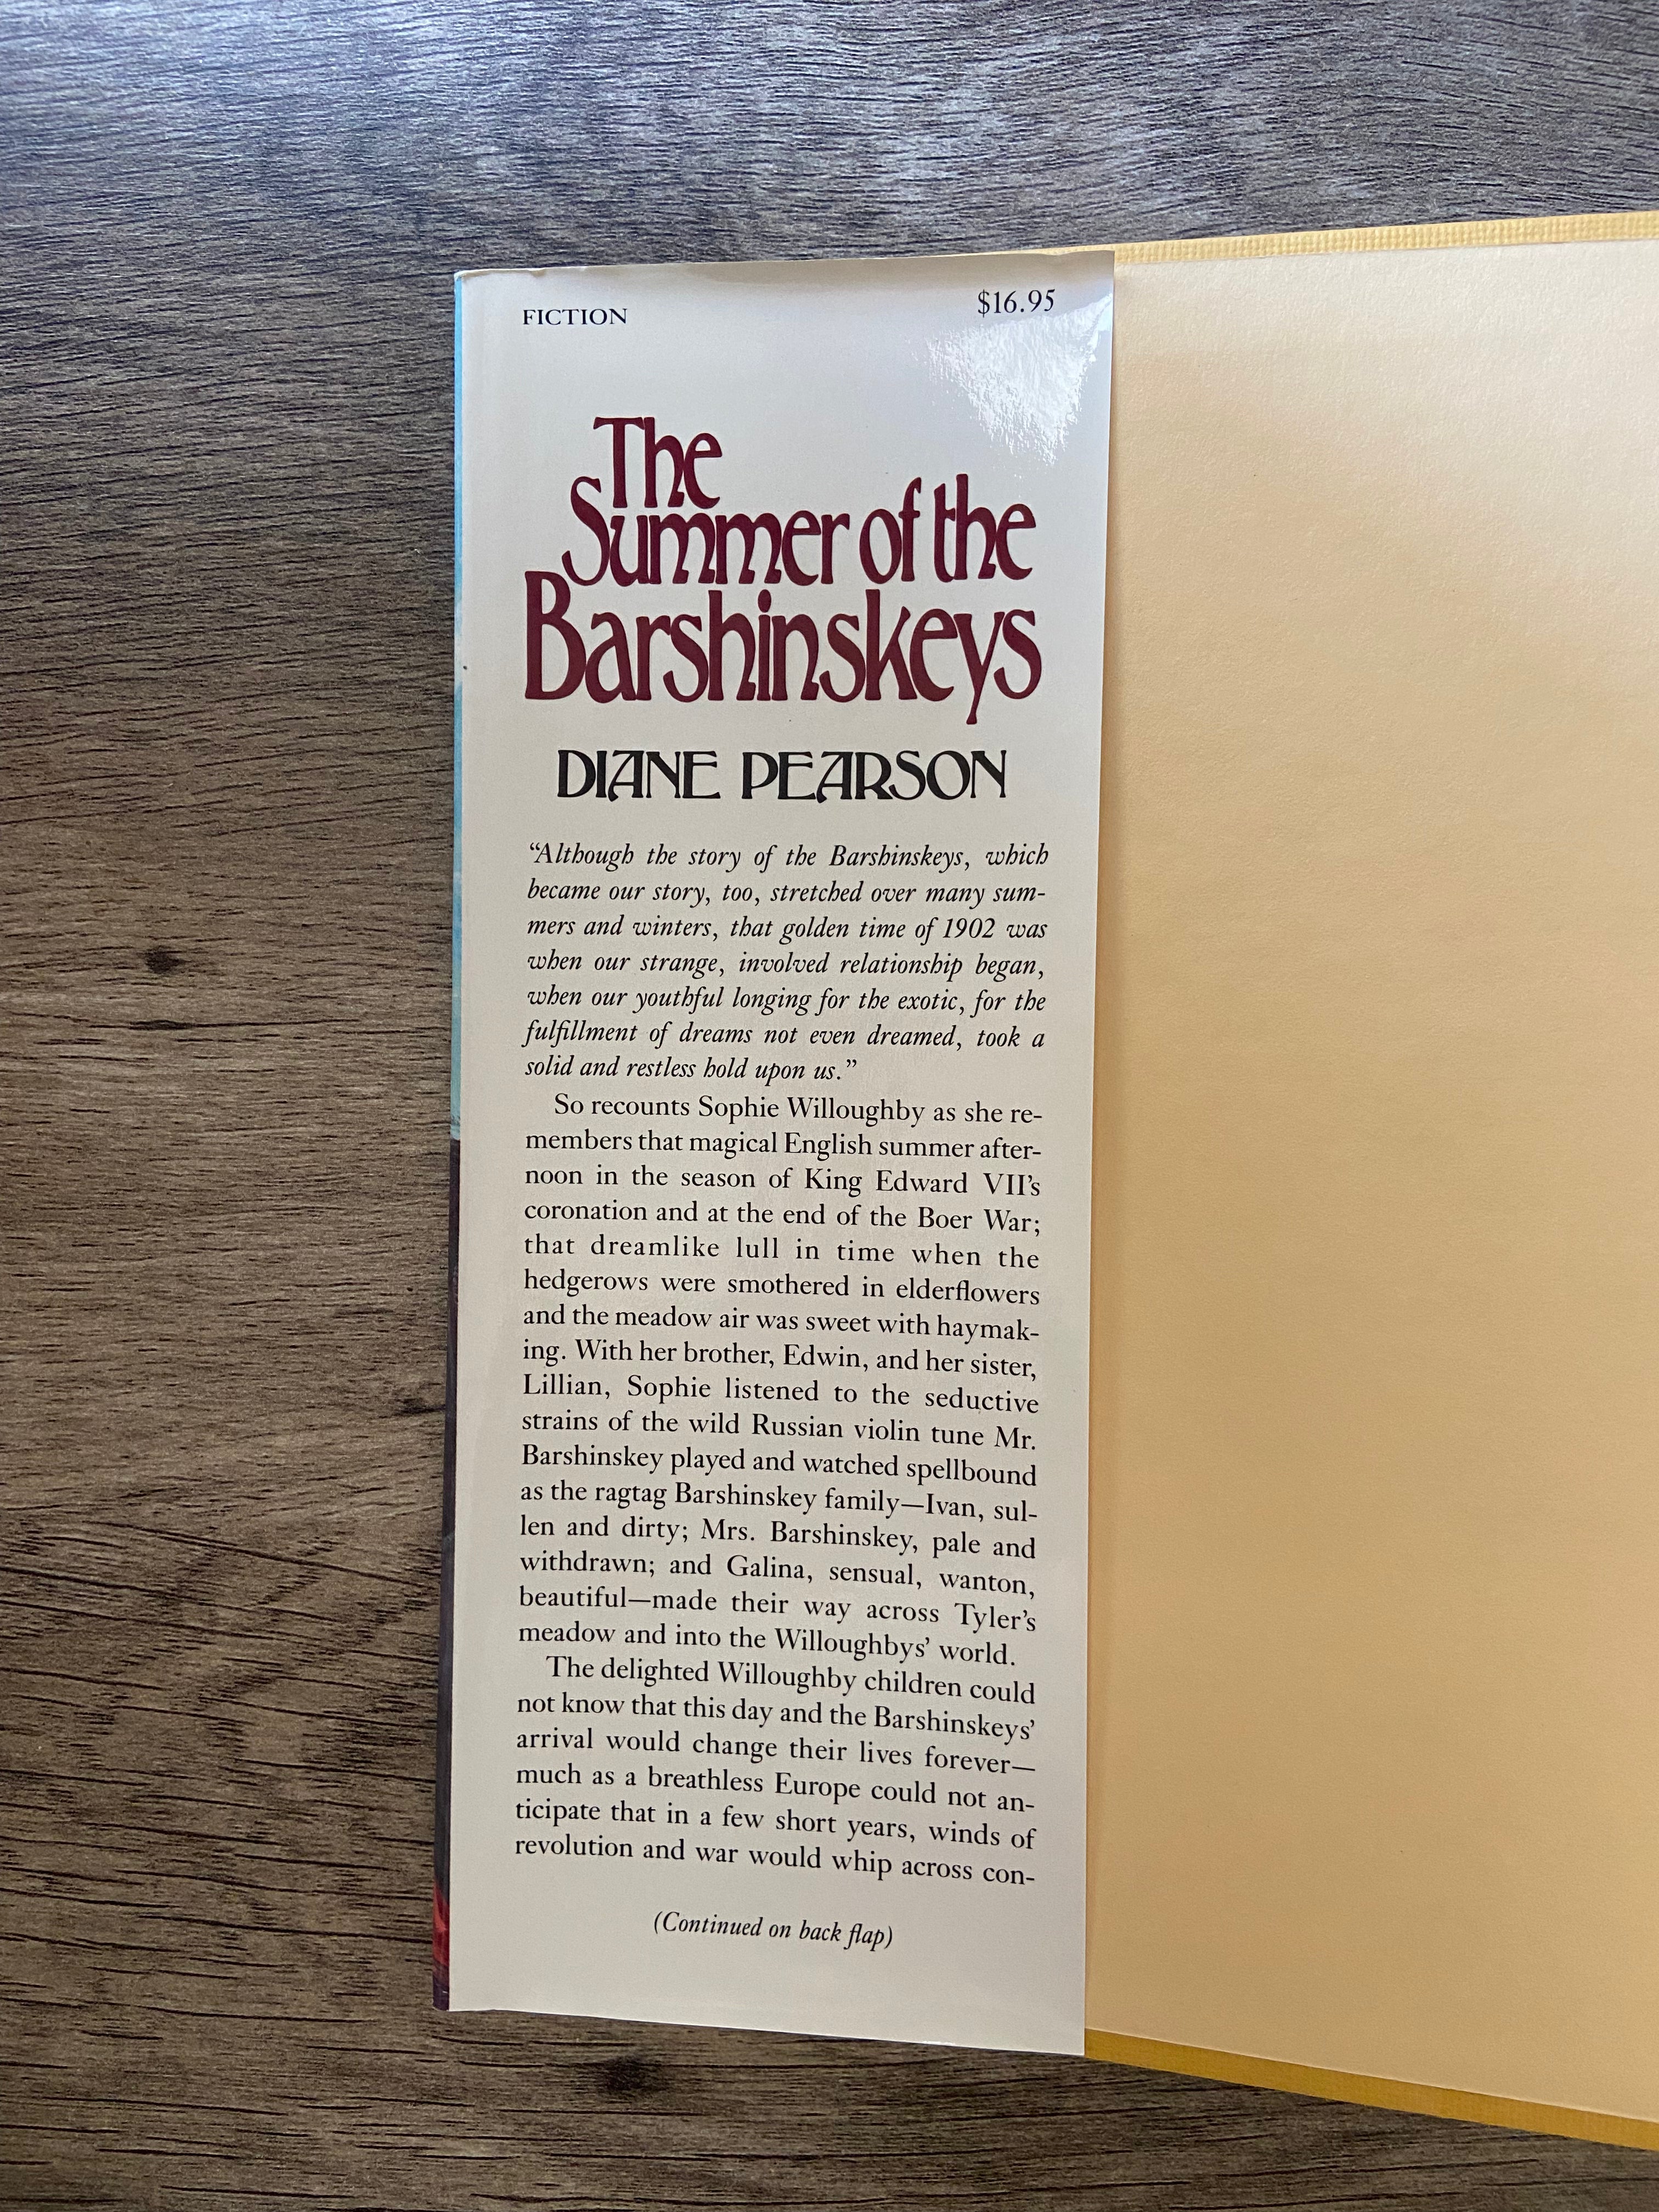 FICTION
$16.95
The
Summer of the
Barshinskeys
DIANE PEARSON
“Although the story of the Barshinskeys, which
became our story, too, stretched over many sum-
mers and winters, that golden time of 1902 was
when our strange, involved relationship began,
when our youthful longing for the exotic, for the
fulfillment of dreams not even dreamed, took a
solid and restless hold upon us.”
So recounts Sophie Willoughby as she re-
members that magical English summer after-
noon in the season of King Edward VII’s
coronation and at the end of the Boer War;
that dreamlike lull in time when the
hedgerows were smothered in elderflowers
and the meadow air was sweet with haymak-
ing. With her brother, Edwin, and her sister,
Lillian, Sophie listened to the seductive
strains of the wild Russian violin tune Mr.
Barshinskey played and watched spellbound
as the ragtag Barshinskey family—Ivan, sul-
len and dirty; Mrs. Barshinskey, pale and
withdrawn; and Galina, sensual, wanton,
beautiful—made their way across Tyler’s
meadow and into the Willoughbys’ world.
The delighted Willoughby children could
not know that this day and the Barshinskeys’
arrival would change their lives forever—
much as a breathless Europe could not an-
ticipate that in a few short years, winds of
revolution and war would whip across con-
(Continued on back flap)